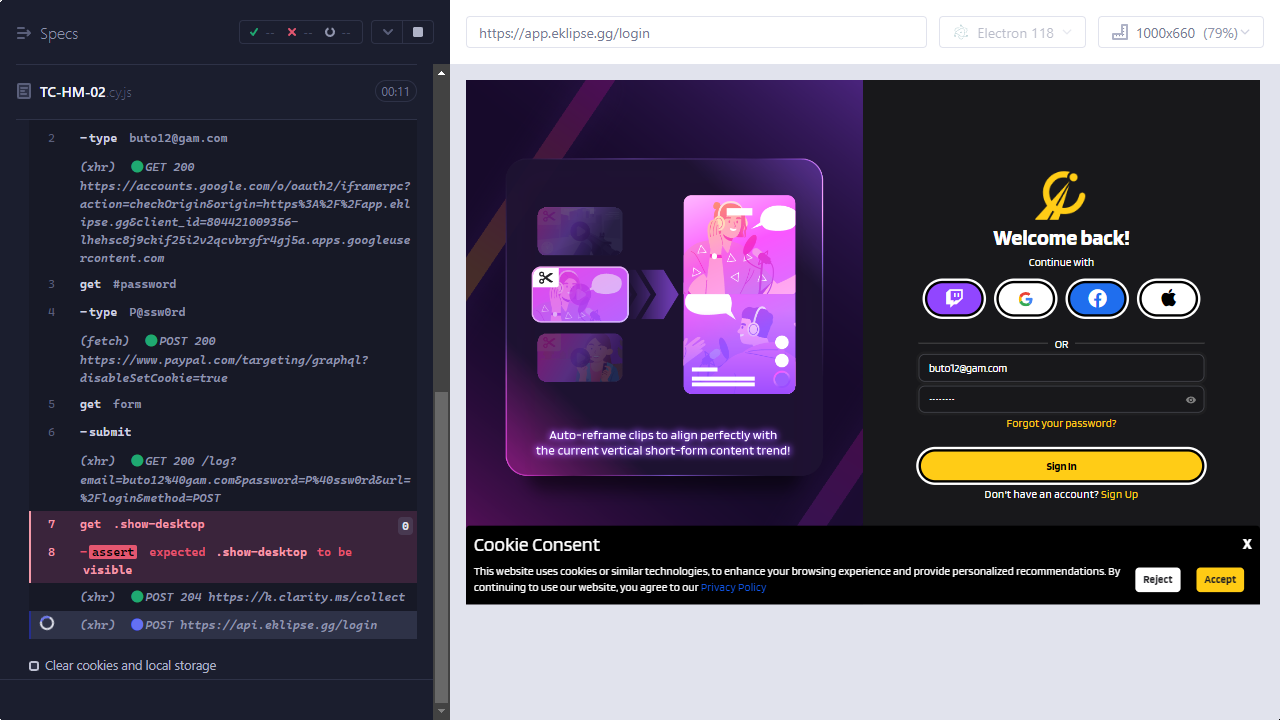 Specs
--
--
--
https://app.eklipse.gg/login
Electron 118
1000x660 (79%)
TC-HM-02.cy.js
00:11
2 -type buto12@gam.com
(xhr) GET 200
https://accounts.google.com/o/oauth2/iframerpc?
action=checkOrigin&origin=https%3A%2F%2Fapp.ekl
ipse.gg&client_id=804421009356-
lhehsc8j9ckif25i2v2qcvbrgfr4gj5a.apps.googleuse
rcontent.com
3 get #password
4 -type P@ssw0rd
(fetch) POST 200
https://www.paypal.com/targeting/graphql?
disableSetCookie=true
5 get form
6 -submit
(xhr) GET 200 /log?
email=buto12%40gam.com&password=P%40ssw0rd&url=
%2Flogin&method=POST
7 get .show-desktop 0
8 -assert expected .show-desktop to be
visible
(xhr) POST 204 https://k.clarity.ms/collect
(xhr) POST https://api.eklipse.gg/login
Clear cookies and local storage
Auto-reframe clips to align perfectly with
the current vertical short-form content trend!
Welcome back!
Continue with
OR
buto12@gam.com
--------
Forgot your password?
Sign In
Don't have an account? Sign Up
Cookie Consent
X
This website uses cookies or similar technologies, to enhance your browsing experience and provide personalized recommendations. By
continuing to use our website, you agree to our Privacy Policy
Reject
Accept